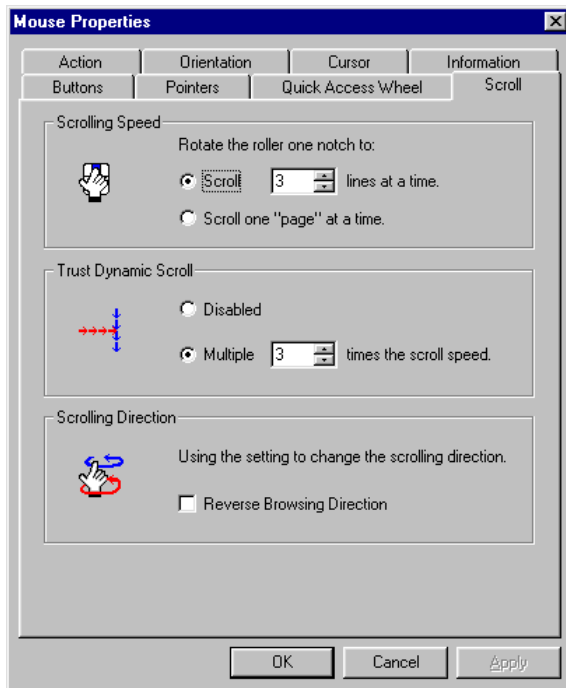 Mouse Properties
Action Orientation Cursor Information
Buttons Pointers Quick Access Wheel Scroll
Scrolling Speed
Rotate the roller one notch to:
Scroll 3 lines at a time.
Scroll one "page" at a time.
Trust Dynamic Scroll
Disabled
Multiple 3 times the scroll speed.
Scrolling Direction
Using the setting to change the scrolling direction.
Reverse Browsing Direction
OK Cancel Apply